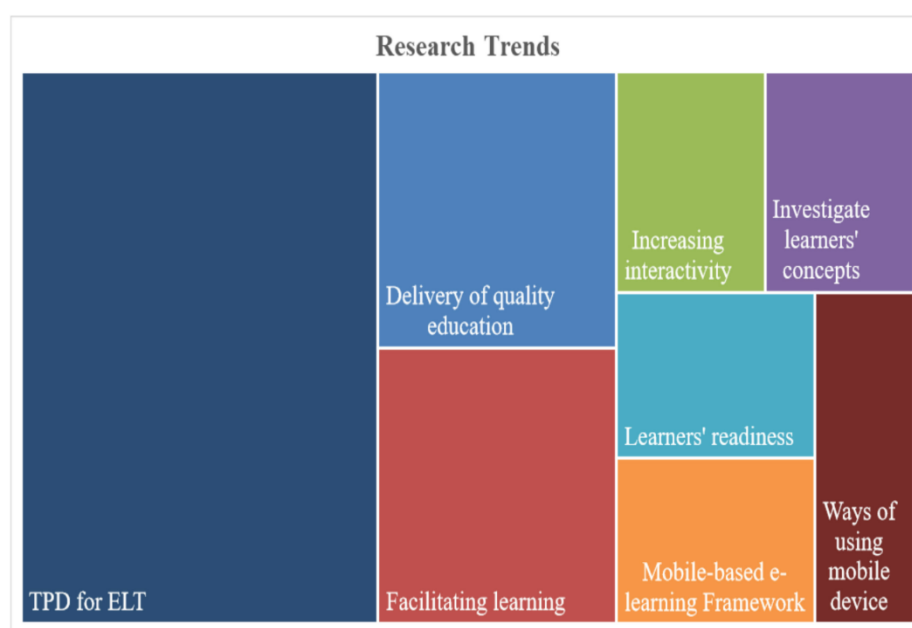 Research Trends
TPD for ELT
Delivery of quality
education
Facilitating learning
Increasing
interactivity
Investigate
learners'
concepts
Learners' readiness
Mobile-based e-
learning Framework
Ways of
using
mobile
device